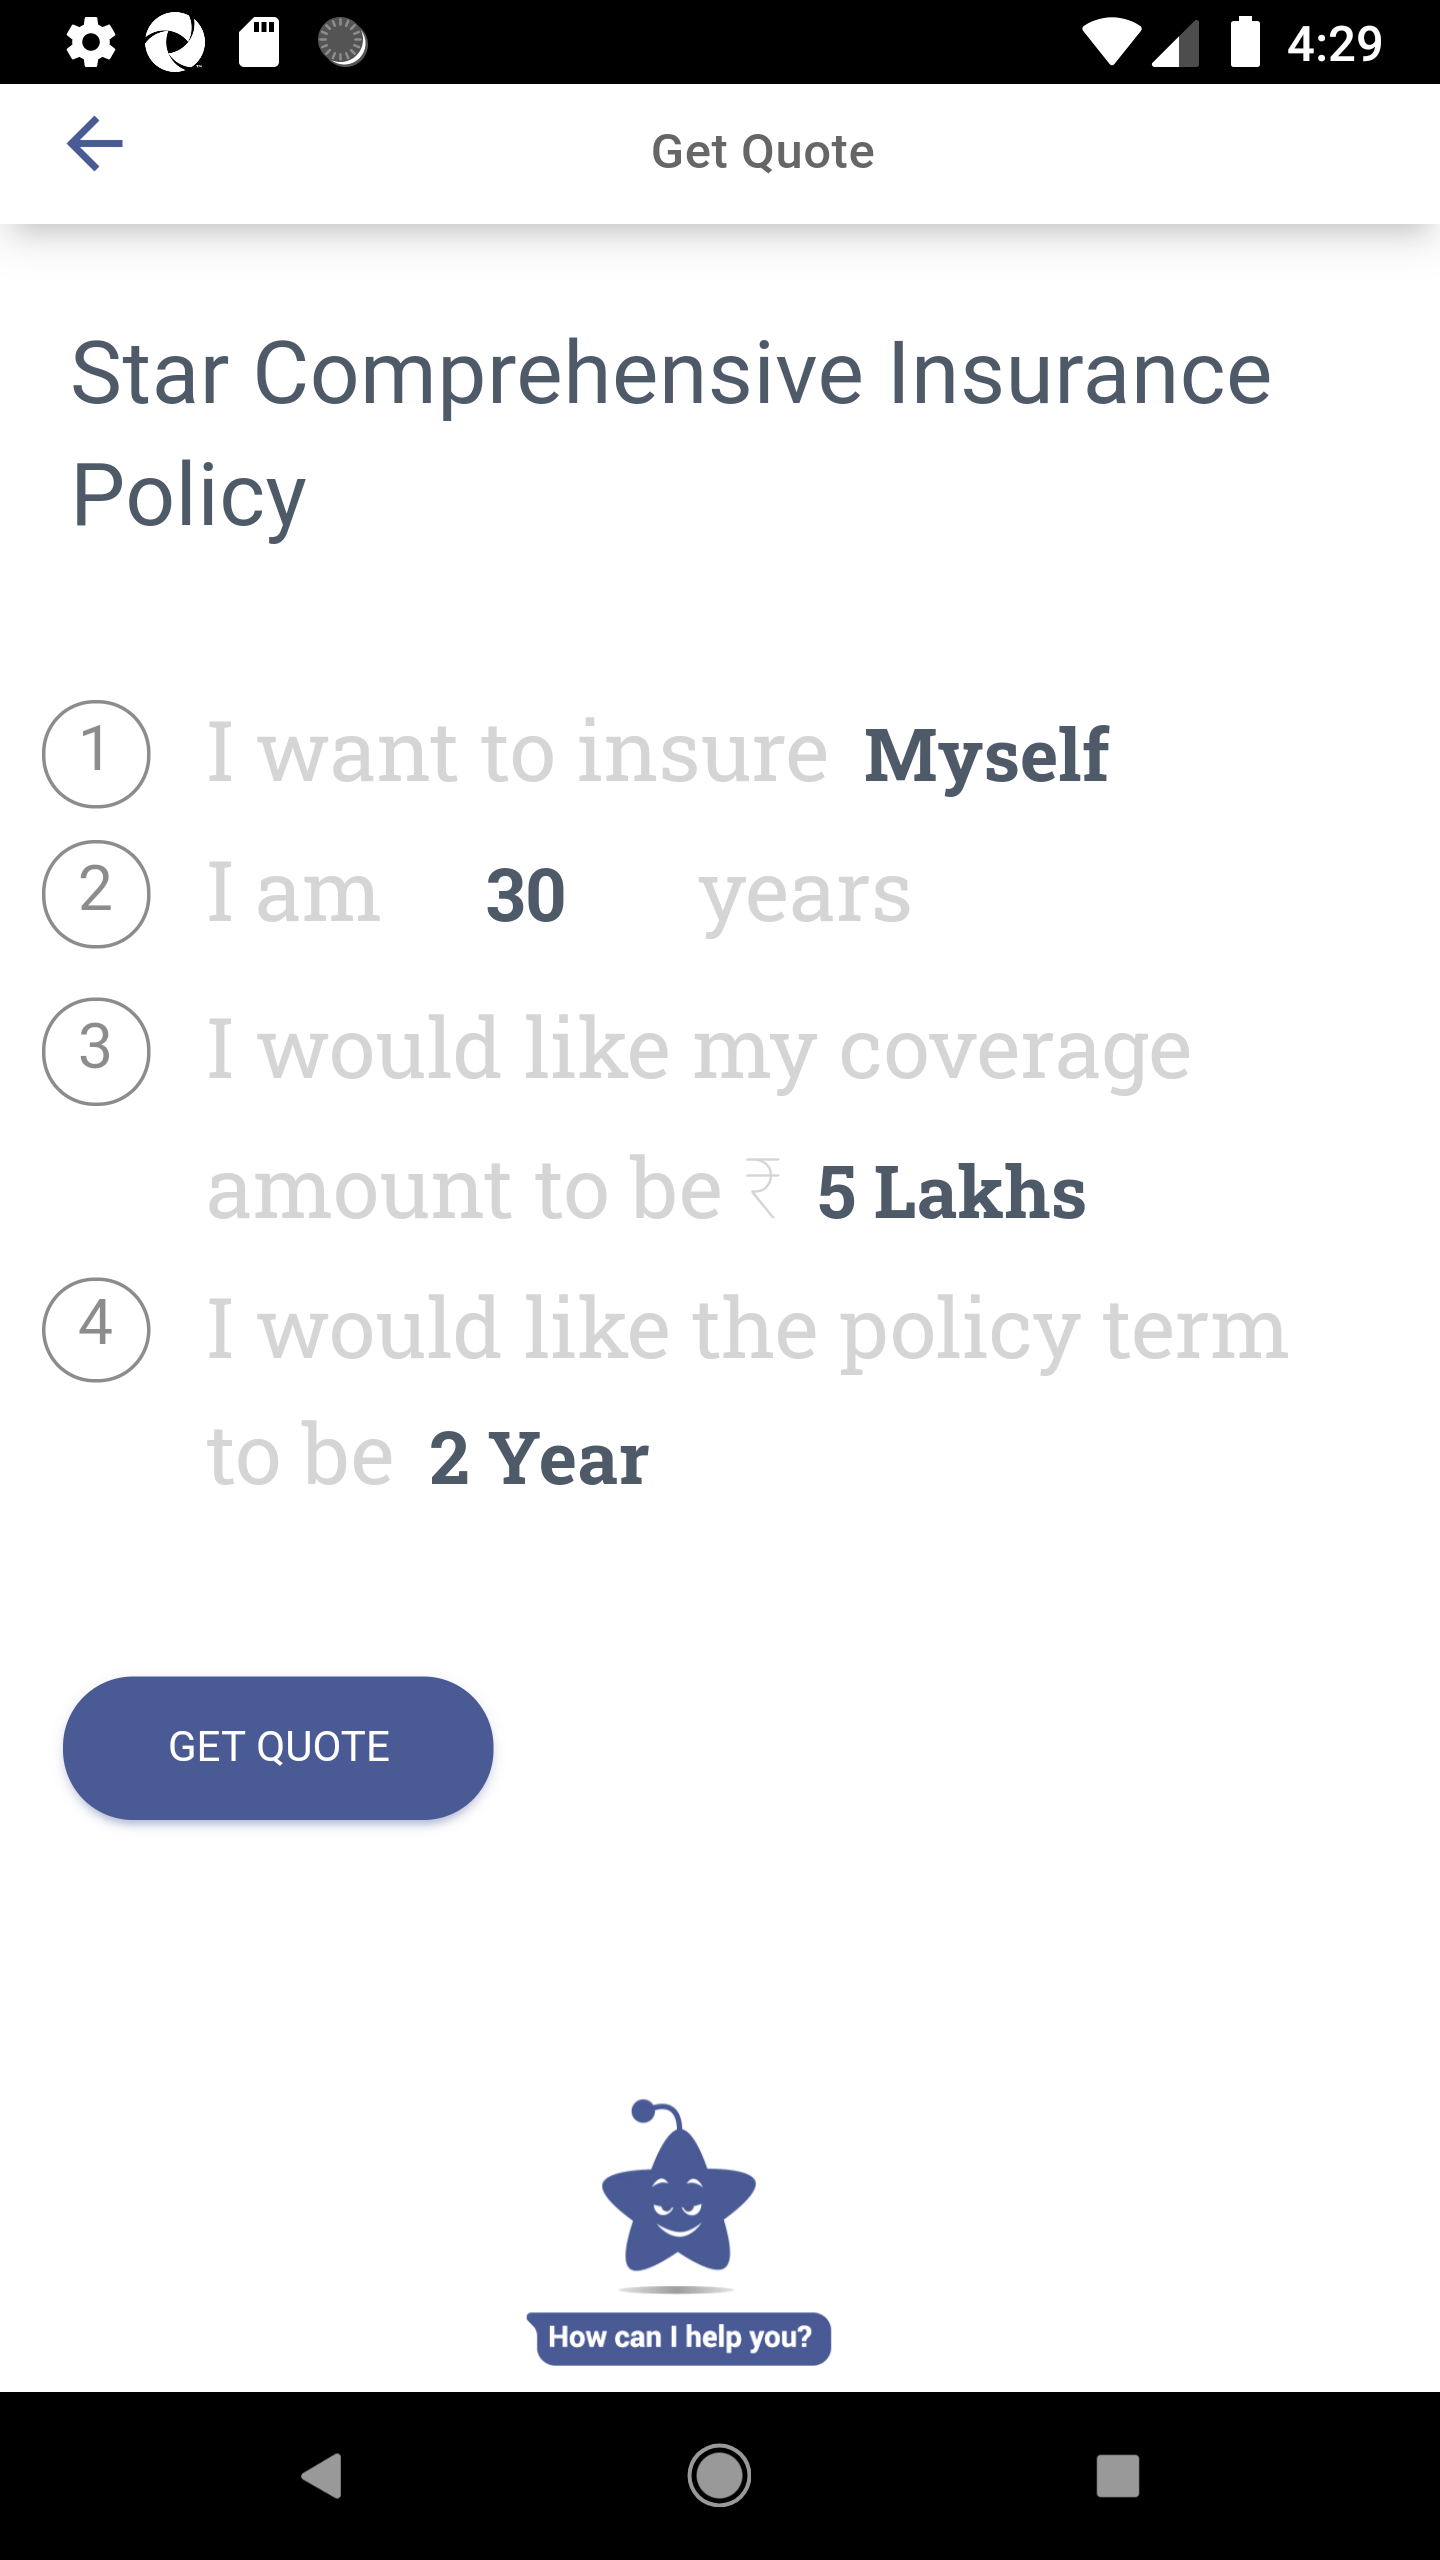 4:29
Get Quote
Star Comprehensive Insurance
Policy
1 I want to insure Myself
2 I am 30 years
3 I would like my coverage
amount to be ₹ 5 Lakhs
4 I would like the policy term
to be 2 Year
GET QUOTE
How can I help you?